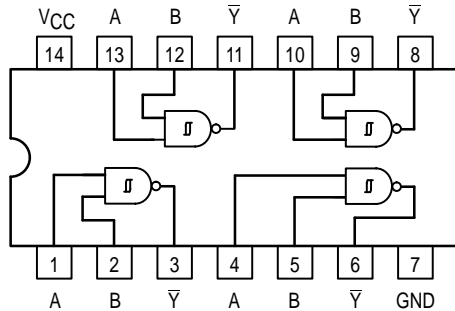 VCC A B Y̅ A B Y̅
14 13 12 11 10 9 8
1 2 3 4 5 6 7
A B Y̅ A B Y̅ GND